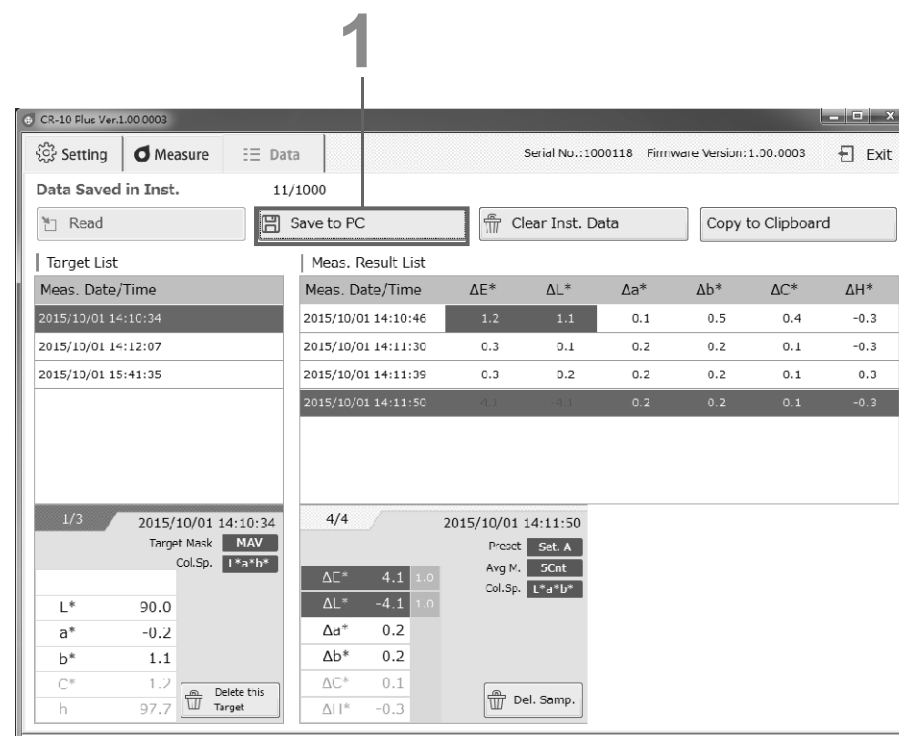 1
CR-10 Plus Ver.1.00.0003
Setting Measure Data Serial No.:1000118 Firmware Version:1.00.0003 Exit
Data Saved in Inst. 11/1000
Read Save to PC Clear Inst. Data Copy to Clipboard
Target List Meas. Result List
Meas. Date/Time Meas. Date/Time ΔE* ΔL* Δa* Δb* ΔC* ΔH*
2015/10/01 14:10:34 2015/10/01 14:10:46 1.2 1.1 0.1 0.5 0.4 -0.3
2015/10/01 14:12:07 2015/10/01 14:11:30 0.3 0.1 0.2 0.2 0.1 -0.3
2015/10/01 15:41:35 2015/10/01 14:11:39 0.3 0.2 0.2 0.2 0.1 0.3
2015/10/01 14:11:50 4.1 -4.1 0.2 0.2 0.1 -0.3
1/3 2015/10/01 14:10:34 4/4 2015/10/01 14:11:50
Target Mask MAV Preset Set. A
Col.Sp. L*a*b* Avg M. 5Cnt
ΔE* 4.1 1.0 Col.Sp. L*a*b*
L* 90.0 ΔL* -4.1 1.0
a* -0.2 Δa* 0.2
b* 1.1 Δb* 0.2
C* 1.2 Delete this Target ΔC* 0.1 Del. Samp.
h 97.7 ΔH* -0.3